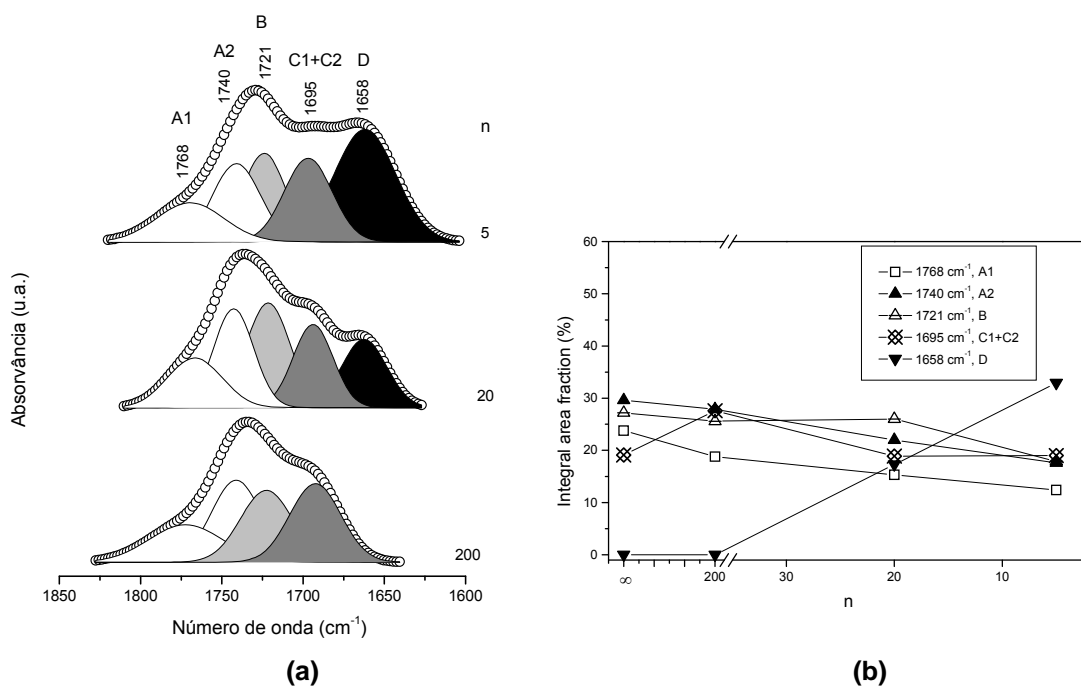 B
A2
1721
C1+C2
D
1740
1695
1658
A1
1768
n
5
20
200
Absorvância (u.a.)
1850 1800 1750 1700 1650 1600
Número de onda (cm⁻¹)
(a)
60
50
40
30
20
10
0
Integral area fraction (%)
1768 cm⁻¹, A1
1740 cm⁻¹, A2
1721 cm⁻¹, B
1695 cm⁻¹, C1+C2
1658 cm⁻¹, D
∞ 200 30 20 10
n
(b)